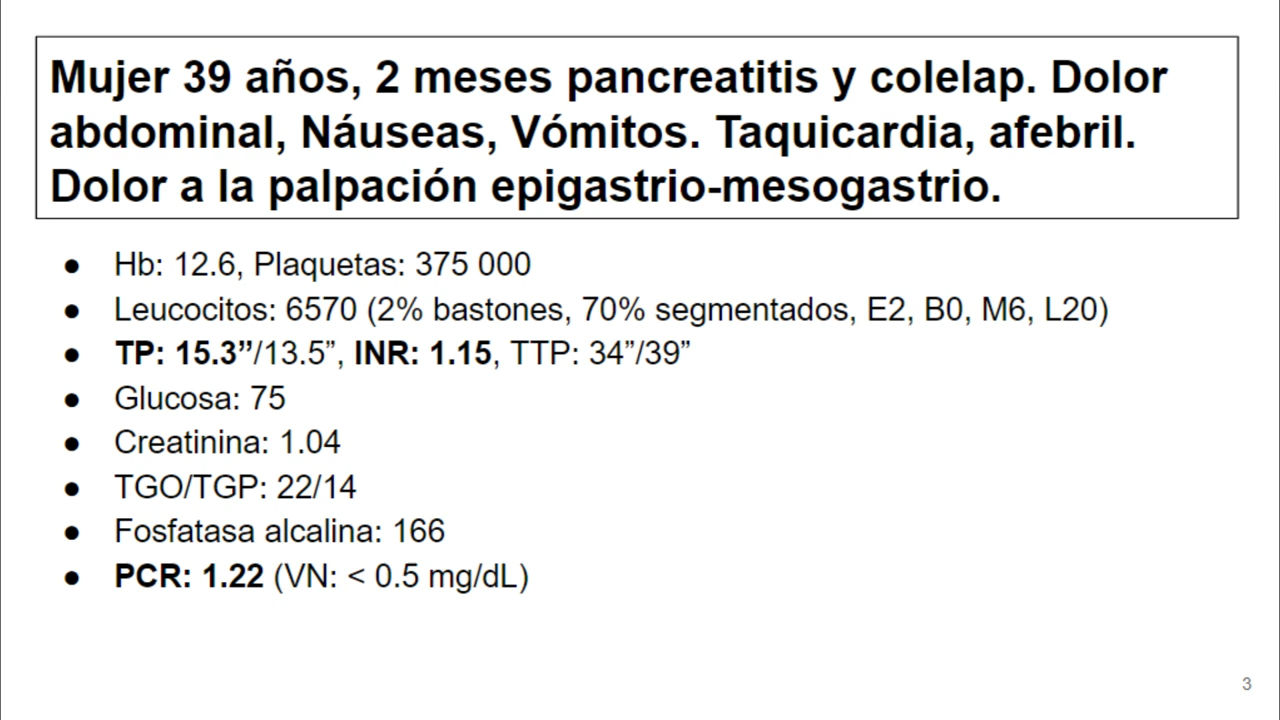 Mujer 39 años, 2 meses pancreatitis y colelap. Dolor
abdominal, Náuseas, Vómitos. Taquicardia, afebril.
Dolor a la palpación epigastrio-mesogastrio.
● Hb: 12.6, Plaquetas: 375 000
● Leucocitos: 6570 (2% bastones, 70% segmentados, E2, B0, M6, L20)
● TP: 15.3”/13.5”, INR: 1.15, TTP: 34”/39”
● Glucosa: 75
● Creatinina: 1.04
● TGO/TGP: 22/14
● Fosfatasa alcalina: 166
● PCR: 1.22 (VN: < 0.5 mg/dL)
3